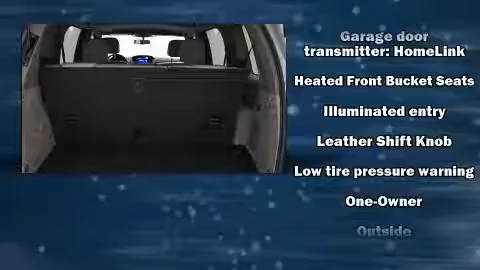 Garage door
transmitter: HomeLink
Heated Front Bucket Seats
Illuminated entry
Leather Shift Knob
Low tire pressure warning
One-Owner
Outside